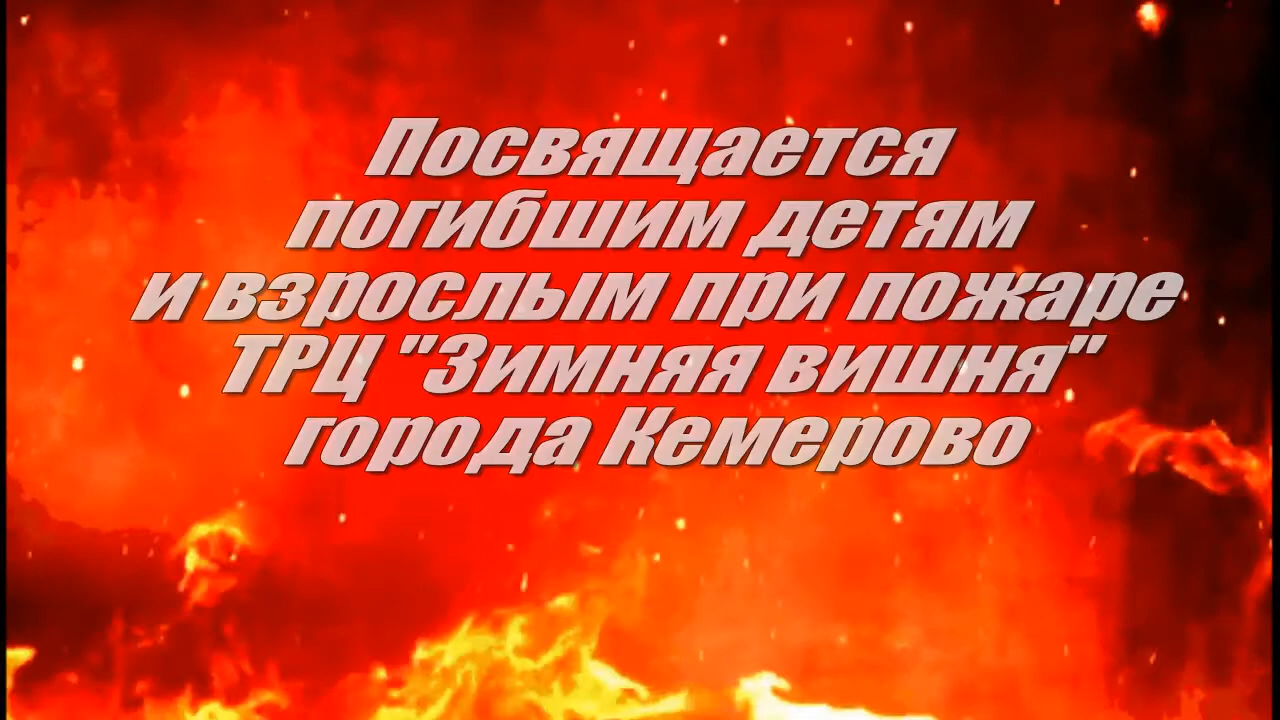 Посвящается
погибшим детям
и взрослым при пожаре
ТРЦ "Зимняя вишня"
города Кемерово